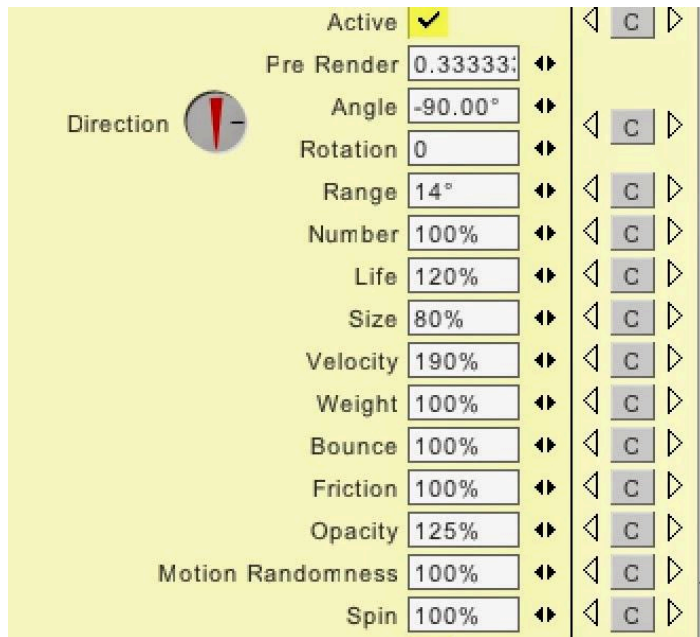 Active C
Pre Render 0.33333
Direction Angle -90.00° C
Rotation 0
Range 14° C
Number 100% C
Life 120% C
Size 80% C
Velocity 190% C
Weight 100% C
Bounce 100% C
Friction 100% C
Opacity 125% C
Motion Randomness 100% C
Spin 100% C